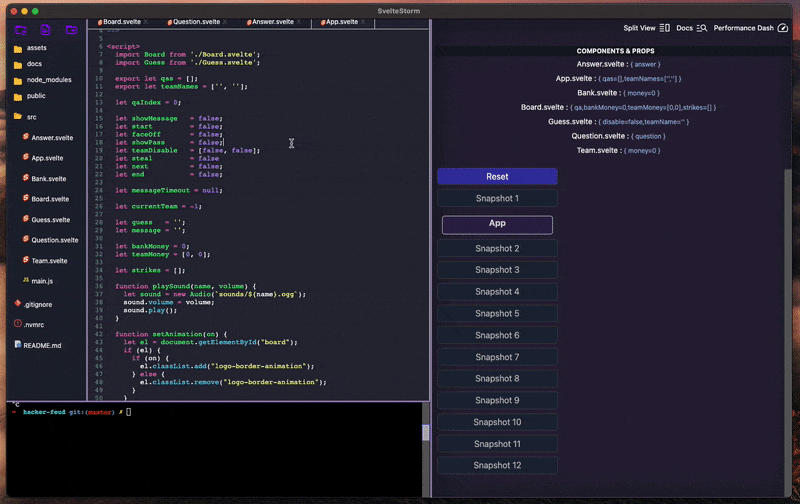 SvelteStorm
Board.svelte X Question.svelte X Answer.svelte X App.svelte X
Split View Docs Performance Dash
assets
docs
node_modules
public
src
Answer.svelte
App.svelte
Bank.svelte
Board.svelte
Guess.svelte
Question.svelte
Team.svelte
main.js
.gitignore
.nvmrc
README.md
6 <script>
7 import Board from './Board.svelte';
8 import Guess from './Guess.svelte';
9
10 export let qas = [];
11 export let teamNames = ['', ''];
12
13 let qaIndex = 0;
14
15 let showMessage = false;
16 let start = false;
17 let faceOff = false;
18 let showPass = false;
19 let teamDisable = [false, false];
20 let steal = false
21 let next = false;
22 let end = false;
23
24 let messageTimeout = null;
25
26 let currentTeam = -1;
27
28 let guess = '';
29 let message = '';
30
31 let bankMoney = 0;
32 let teamMoney = [0, 0];
33
34 let strikes = [];
35
36 function playSound(name, volume) {
37 let sound = new Audio(`sounds/${name}.ogg`);
38 sound.volume = volume;
39 sound.play();
40 }
41
42 function setAnimation(on) {
43 let el = document.getElementById("board");
44 if (el) {
45 if (on) {
46 el.classList.add("logo-border-animation");
47 } else {
48 el.classList.remove("logo-border-animation");
49 }
50 }
^C
→ hacker-feud git:(master) ✗
COMPONENTS & PROPS
Answer.svelte : { answer }
App.svelte : { qas=[],teamNames=['',''] }
Bank.svelte : { money=0 }
Board.svelte : { qa,bankMoney=0,teamMoney=[0,0],strikes=[] }
Guess.svelte : { disable=false,teamName='' }
Question.svelte : { question }
Team.svelte : { money=0 }
Reset
Snapshot 1
App
Snapshot 2
Snapshot 3
Snapshot 4
Snapshot 5
Snapshot 6
Snapshot 7
Snapshot 8
Snapshot 9
Snapshot 10
Snapshot 11
Snapshot 12